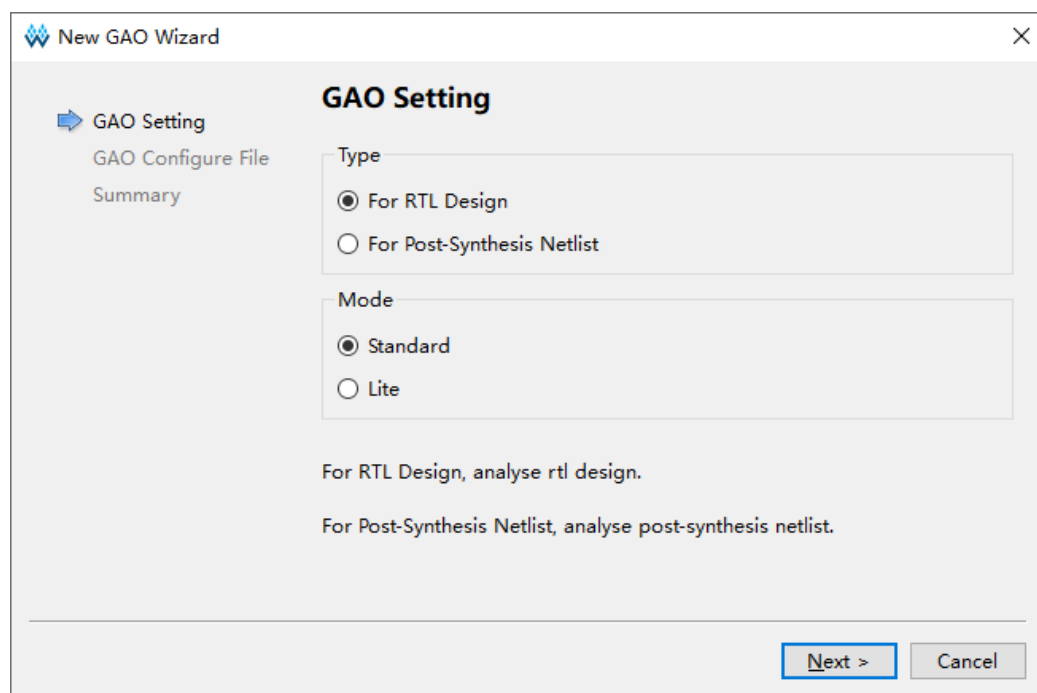 New GAO Wizard
GAO Setting
GAO Configure File
Summary
GAO Setting
Type
For RTL Design
For Post-Synthesis Netlist
Mode
Standard
Lite
For RTL Design, analyse rtl design.
For Post-Synthesis Netlist, analyse post-synthesis netlist.
Next >
Cancel